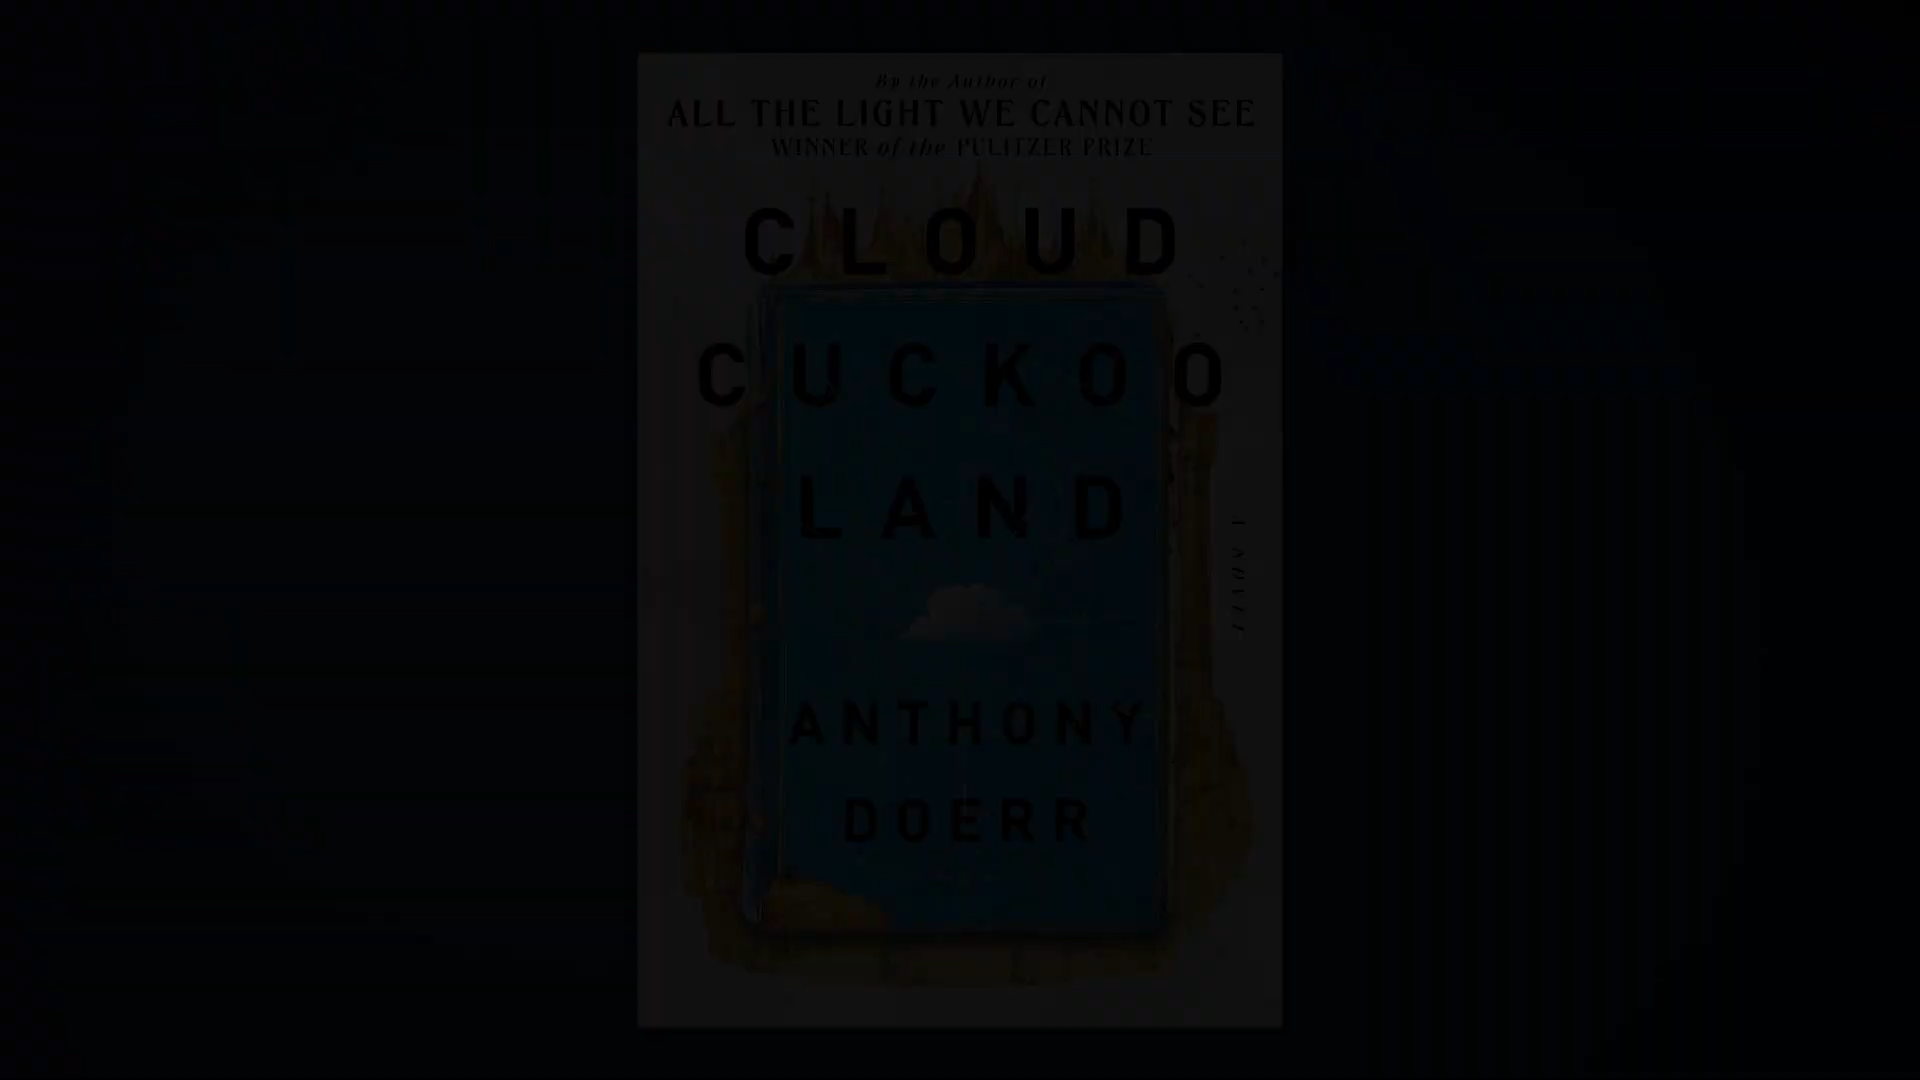 By the Author of
ALL THE LIGHT WE CANNOT SEE
WINNER of the PULITZER PRIZE
CLOUD
CUCKOO
LAND
A NOVEL
ANTHONY
DOERR